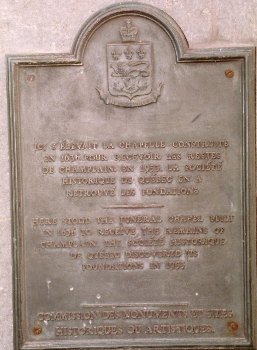 ICI S'ÉLEVAIT LA CHAPELLE CONSTRUITE
EN 1636 POUR RECEVOIR LES RESTES
DE CHAMPLAIN EN 1953, LA SOCIÉTÉ
HISTORIQUE DE QUÉBEC EN A
RETROUVÉ LES FONDATIONS
HERE STOOD THE FUNERAL CHAPEL BUILT
IN 1636 TO RECEIVE THE REMAINS OF
CHAMPLAIN. THE SOCIÉTÉ HISTORIQUE
DE QUÉBEC DISCOVERED ITS
FOUNDATIONS IN 1953
COMMISSION DES MONUMENTS ET SITES
HISTORIQUES OU ARTISTIQUES.